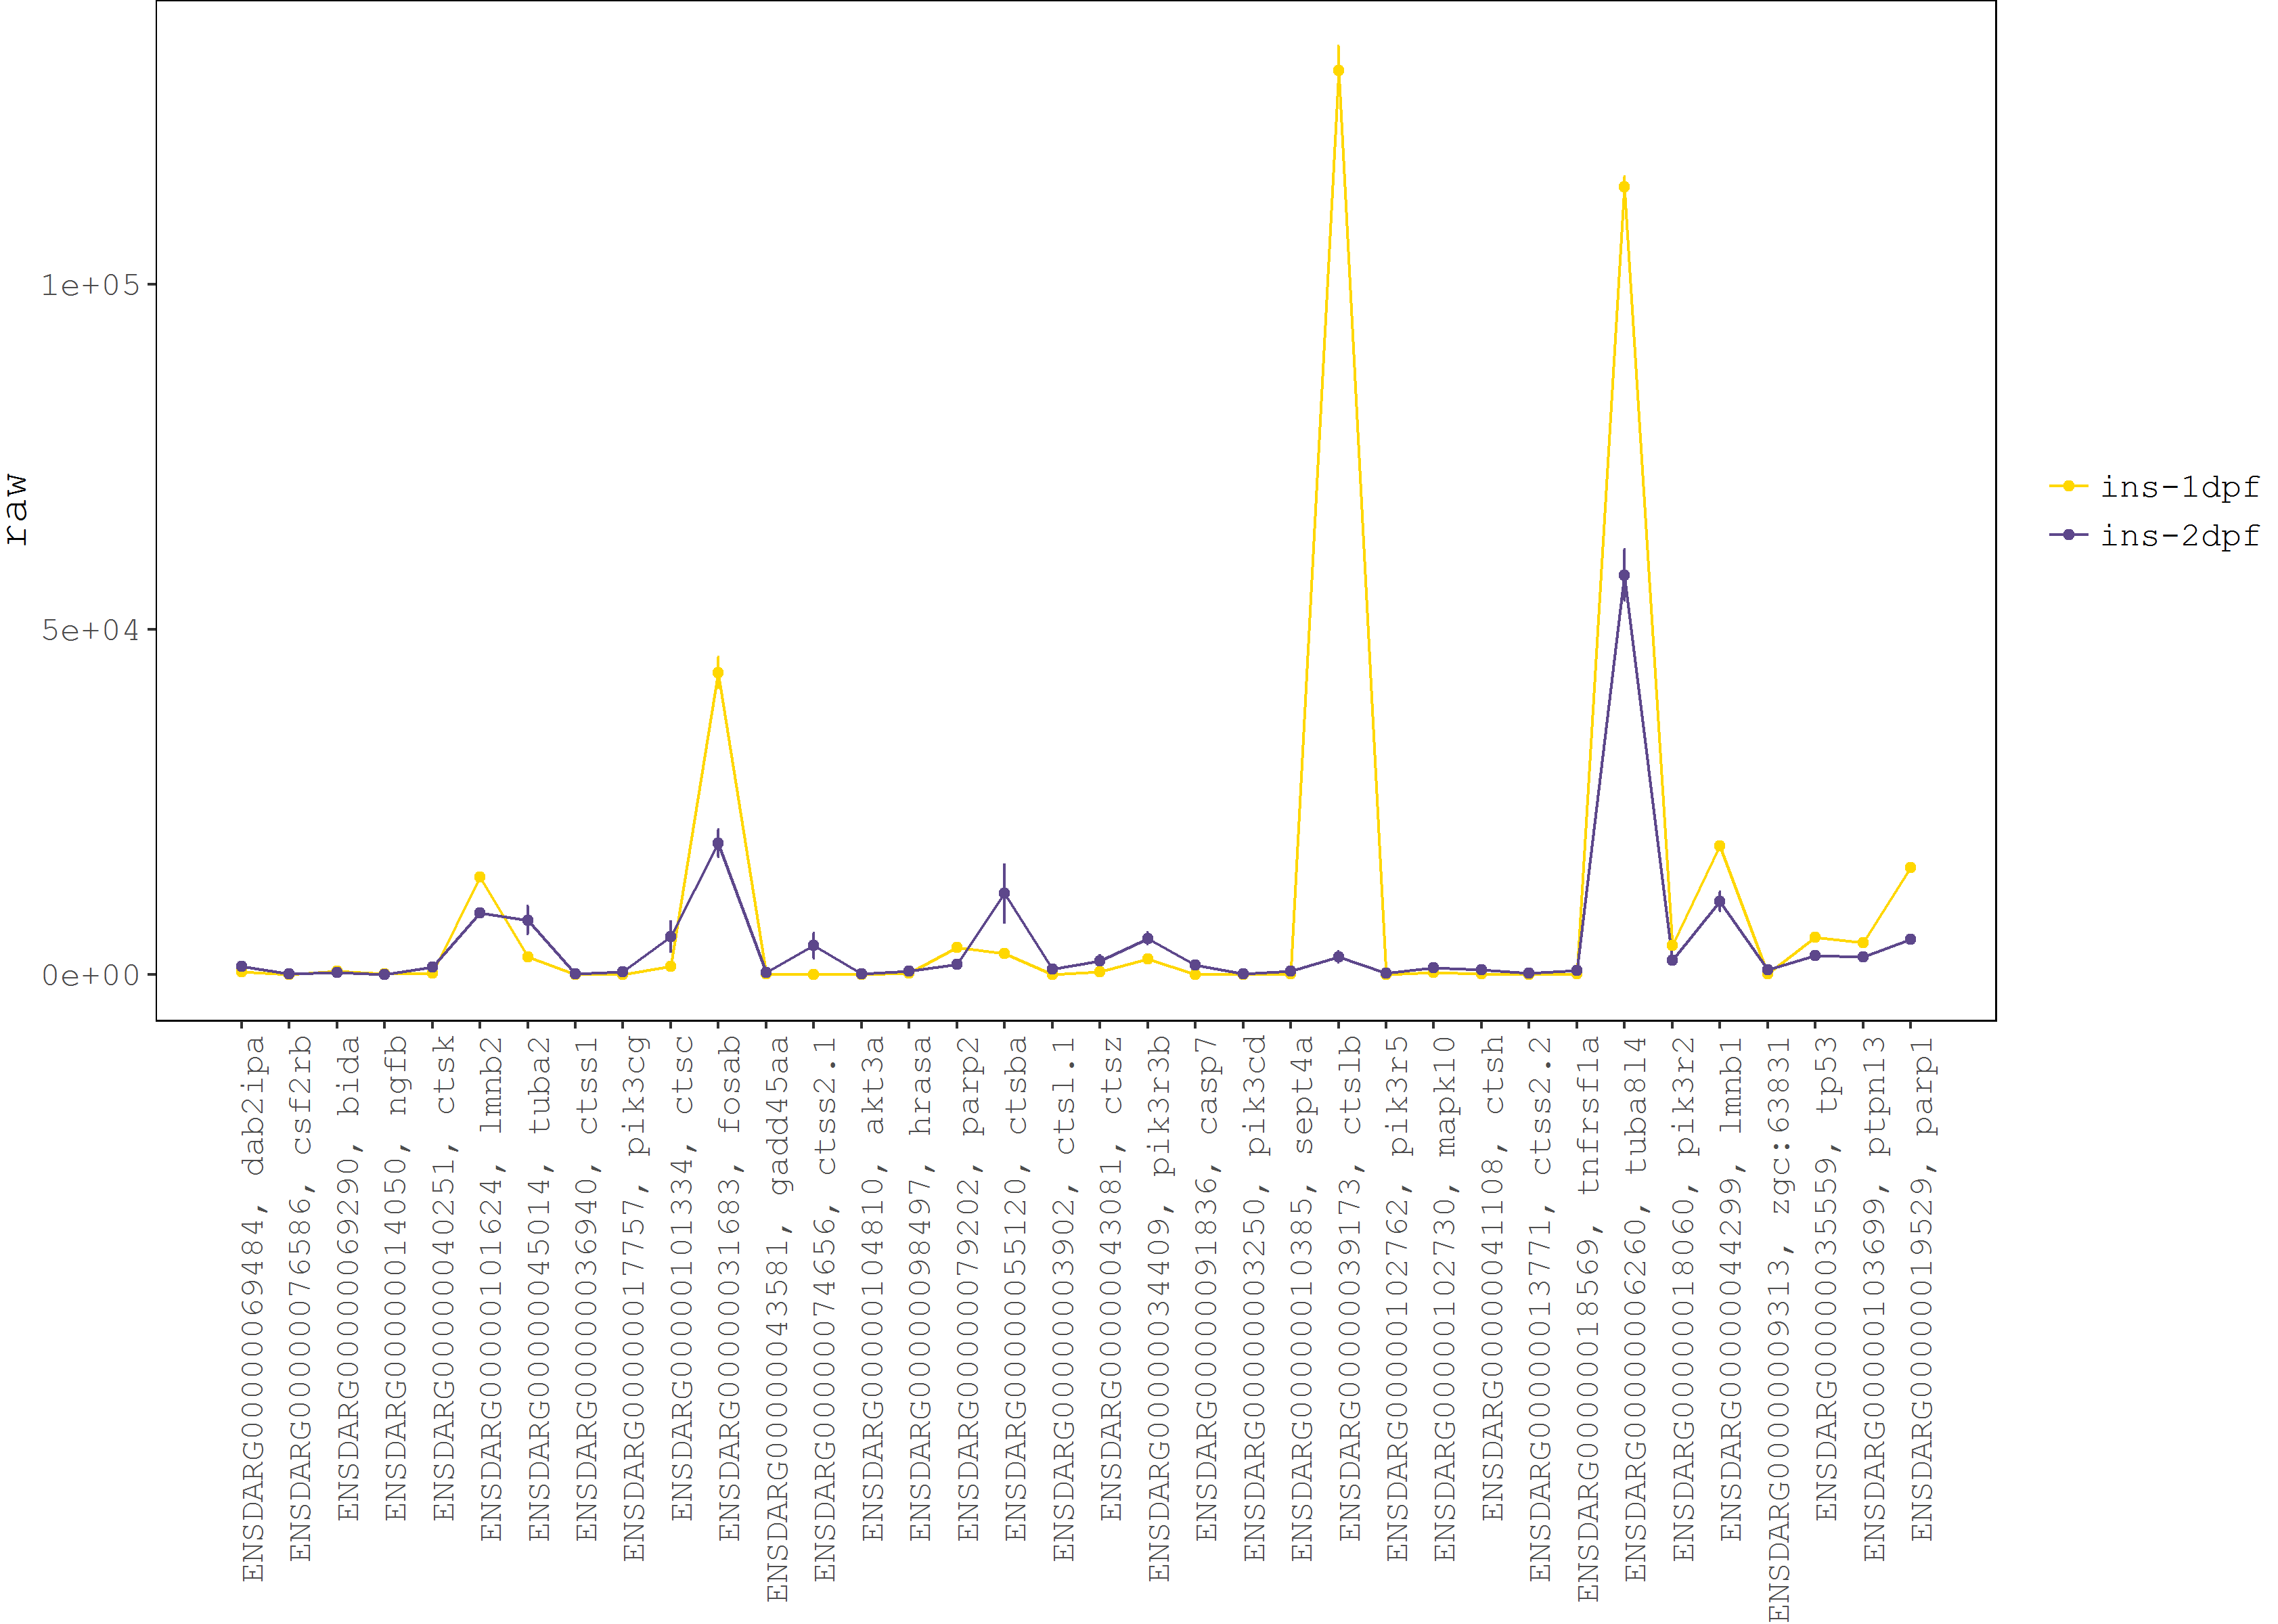 raw
1e+05
5e+04
0e+00
ins-1dpf
ins-2dpf
ENSDARG00000069484, dab2ipa
ENSDARG00000076586, csf2rb
ENSDARG00000069290, bida
ENSDARG00000014050, ngfb
ENSDARG00000040251, ctsk
ENSDARG00000101624, lmnb2
ENSDARG00000045014, tuba2
ENSDARG00000036940, ctss1
ENSDARG00000017757, pik3cg
ENSDARG00000101334, ctsc
ENSDARG00000031683, fosab
ENSDARG00000043581, gadd45aa
ENSDARG00000074656, ctss2.1
ENSDARG00000104810, akt3a
ENSDARG00000098497, hrasa
ENSDARG00000079202, parp2
ENSDARG00000055120, ctsba
ENSDARG00000003902, ctsl.1
ENSDARG00000043081, ctsz
ENSDARG00000034409, pik3r3b
ENSDARG00000091836, casp7
ENSDARG00000003250, pik3cd
ENSDARG00000010385, sept4a
ENSDARG00000039173, ctslb
ENSDARG00000102762, pik3r5
ENSDARG00000102730, mapk10
ENSDARG00000041108, ctsh
ENSDARG00000013771, ctss2.2
ENSDARG00000018569, tnfrsf1a
ENSDARG00000006260, tuba8l4
ENSDARG00000018060, pik3r2
ENSDARG00000044299, lmnb1
ENSDARG00000009313, zgc:63831
ENSDARG00000035559, tp53
ENSDARG00000103699, ptpn13
ENSDARG00000019529, parp1